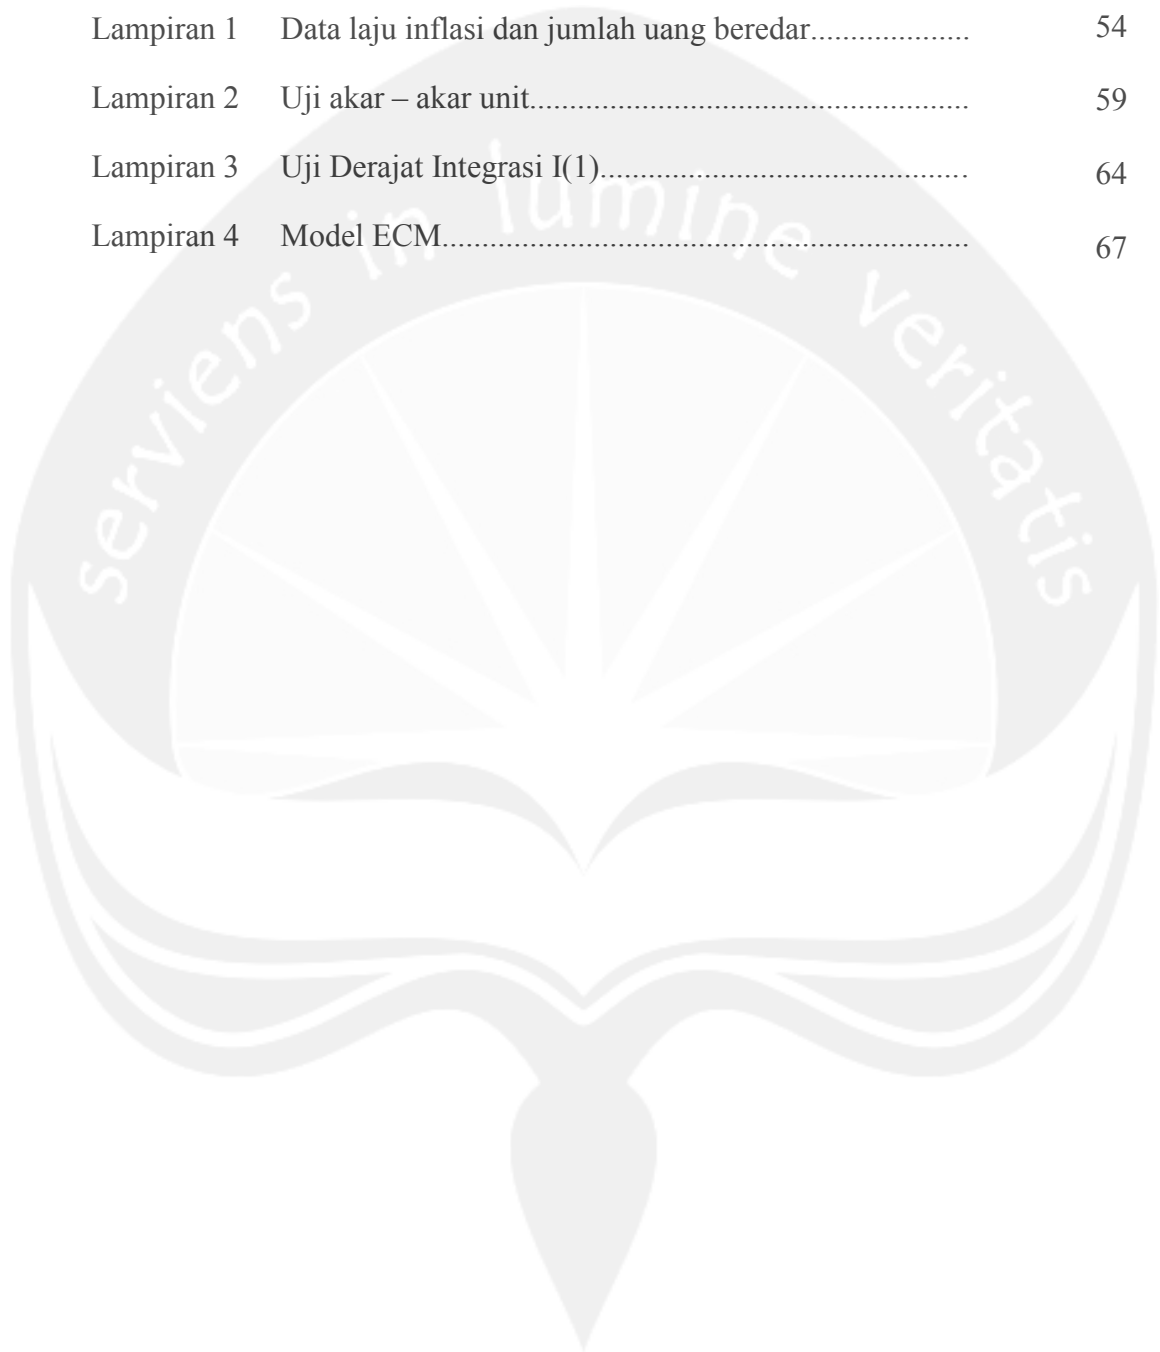 Lampiran 1 Data laju inflasi dan jumlah uang beredar.................... 54
Lampiran 2 Uji akar – akar unit....................................................... 59
Lampiran 3 Uji Derajat Integrasi I(1).............................................. 64
Lampiran 4 Model ECM.................................................................. 67
serviens in lumine veritatis